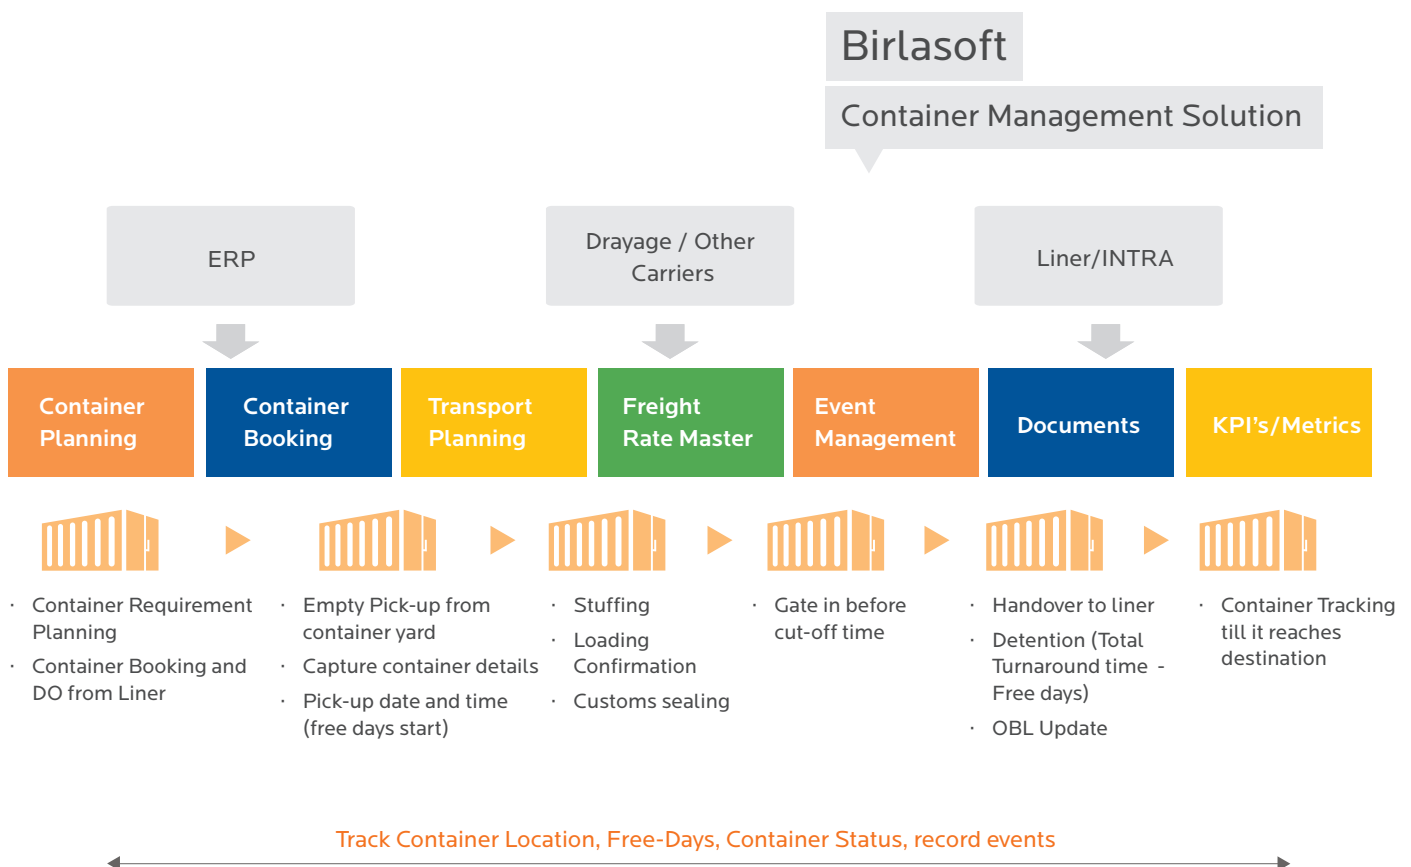 Birlasoft
Container Management Solution
ERP
Drayage / Other
Carriers
Liner/INTRA
Container
Planning
Container
Booking
Transport
Planning
Freight
Rate Master
Event
Management
Documents
KPI's/Metrics
· Container Requirement
Planning
· Container Booking and
DO from Liner
· Empty Pick-up from
container yard
· Capture container details
· Pick-up date and time
(free days start)
· Stuffing
· Loading
Confirmation
· Customs sealing
· Gate in before
cut-off time
· Handover to liner
· Detention (Total
Turnaround time -
Free days)
· OBL Update
· Container Tracking
till it reaches
destination
Track Container Location, Free-Days, Container Status, record events